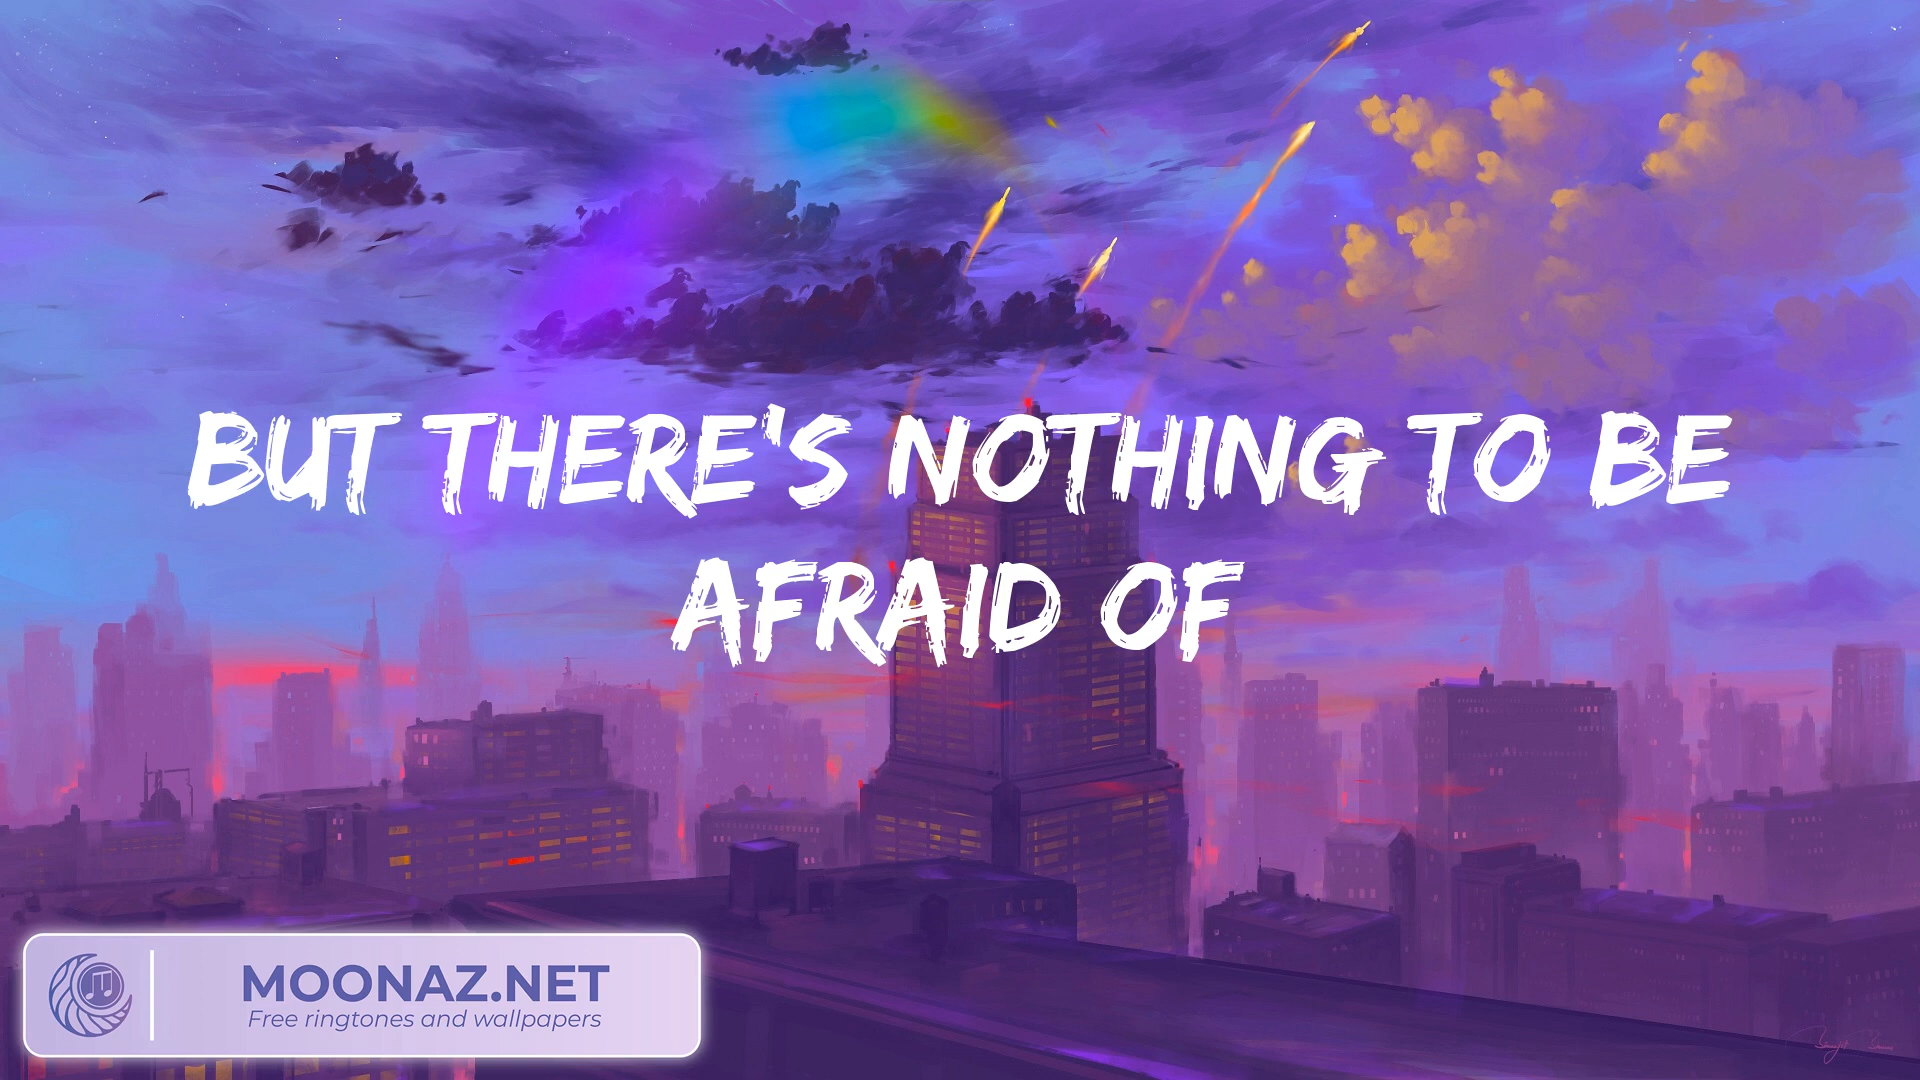 BUT THERE'S NOTHING TO BE
AFRAID OF
MOONAZ.NET
Free ringtones and wallpapers